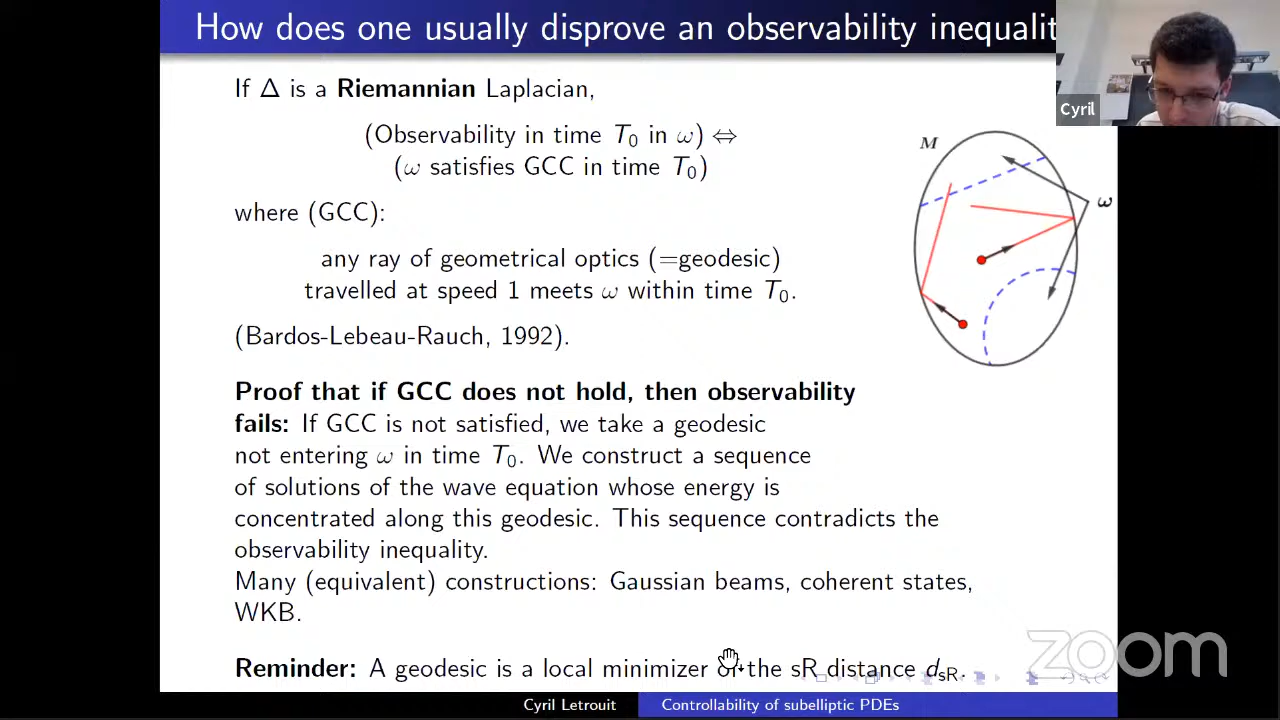 How does one usually disprove an observability inequalit
Cyril
If Δ is a Riemannian Laplacian,
(Observability in time T₀ in ω) ⇔
(ω satisfies GCC in time T₀)
where (GCC):
any ray of geometrical optics (=geodesic)
travelled at speed 1 meets ω within time T₀.
(Bardos-Lebeau-Rauch, 1992).
M
ω
Proof that if GCC does not hold, then observability
fails: If GCC is not satisfied, we take a geodesic
not entering ω in time T₀. We construct a sequence
of solutions of the wave equation whose energy is
concentrated along this geodesic. This sequence contradicts the
observability inequality.
Many (equivalent) constructions: Gaussian beams, coherent states,
WKB.
Reminder: A geodesic is a local minimizer of the sR distance d_sR.
zoom
Cyril Letrouit Controllability of subelliptic PDEs